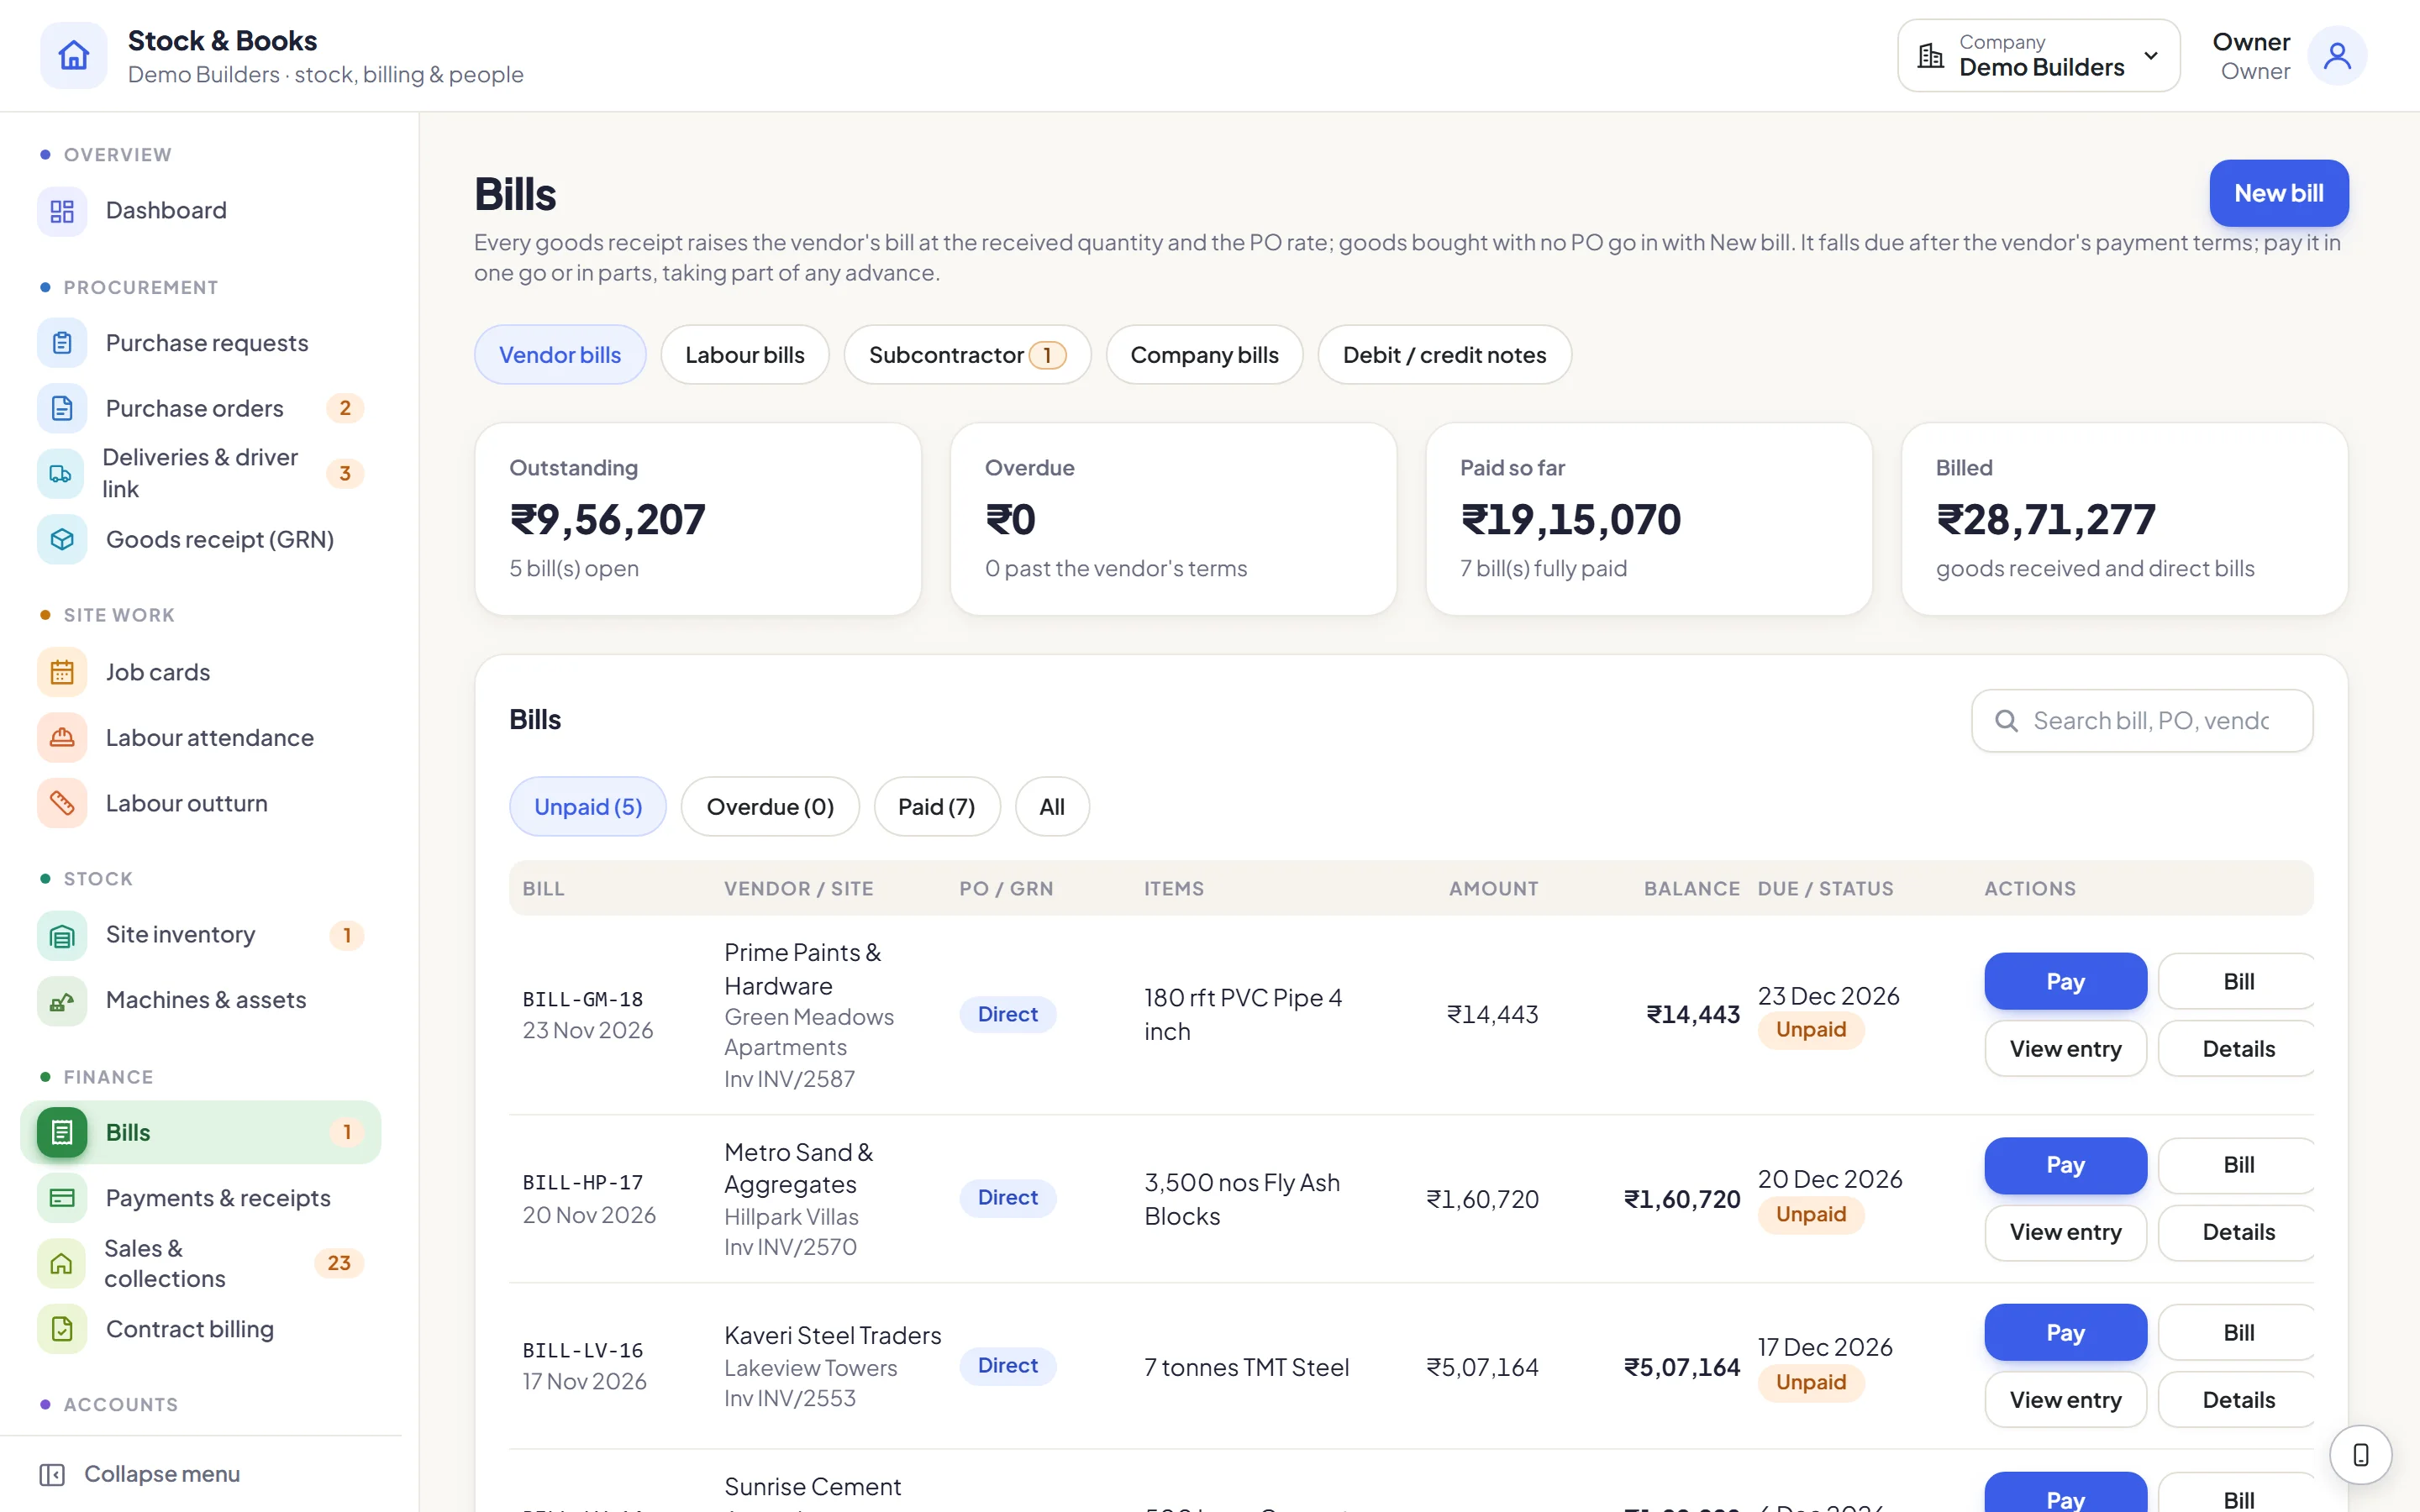 Stock & Books
Demo Builders · stock, billing & people
Company
Demo Builders
Owner
Owner
OVERVIEW
Dashboard
PROCUREMENT
Purchase requests
Purchase orders 2
Deliveries & driver
link
3
Goods receipt (GRN)
SITE WORK
Job cards
Labour attendance
Labour outturn
STOCK
Site inventory 1
Machines & assets
FINANCE
Bills 1
Payments & receipts
Sales &
collections
23
Contract billing
ACCOUNTS
Collapse menu
Bills
New bill
Every goods receipt raises the vendor's bill at the received quantity and the PO rate; goods bought with no PO go in with New bill. It falls due after the vendor's payment terms; pay it in
one go or in parts, taking part of any advance.
Vendor bills Labour bills Subcontractor 1 Company bills Debit / credit notes
Outstanding
₹9,56,207
5 bill(s) open
Overdue
₹0
0 past the vendor's terms
Paid so far
₹19,15,070
7 bill(s) fully paid
Billed
₹28,71,277
goods received and direct bills
Bills
Search bill, PO, vendo
Unpaid (5) Overdue (0) Paid (7) All
BILL VENDOR / SITE PO / GRN ITEMS AMOUNT BALANCE DUE / STATUS ACTIONS
BILL-GM-18
23 Nov 2026
Prime Paints &
Hardware
Green Meadows
Apartments
Inv INV/2587
Direct
180 rft PVC Pipe 4
inch
₹14,443
₹14,443
23 Dec 2026
Unpaid
Pay Bill
View entry Details
BILL-HP-17
20 Nov 2026
Metro Sand &
Aggregates
Hillpark Villas
Inv INV/2570
Direct
3,500 nos Fly Ash
Blocks
₹1,60,720
₹1,60,720
20 Dec 2026
Unpaid
Pay Bill
View entry Details
BILL-LV-16
17 Nov 2026
Kaveri Steel Traders
Lakeview Towers
Inv INV/2553
Direct
7 tonnes TMT Steel
₹5,07,164
₹5,07,164
17 Dec 2026
Unpaid
Pay Bill
View entry Details
Sunrise Cement
Pay Bill